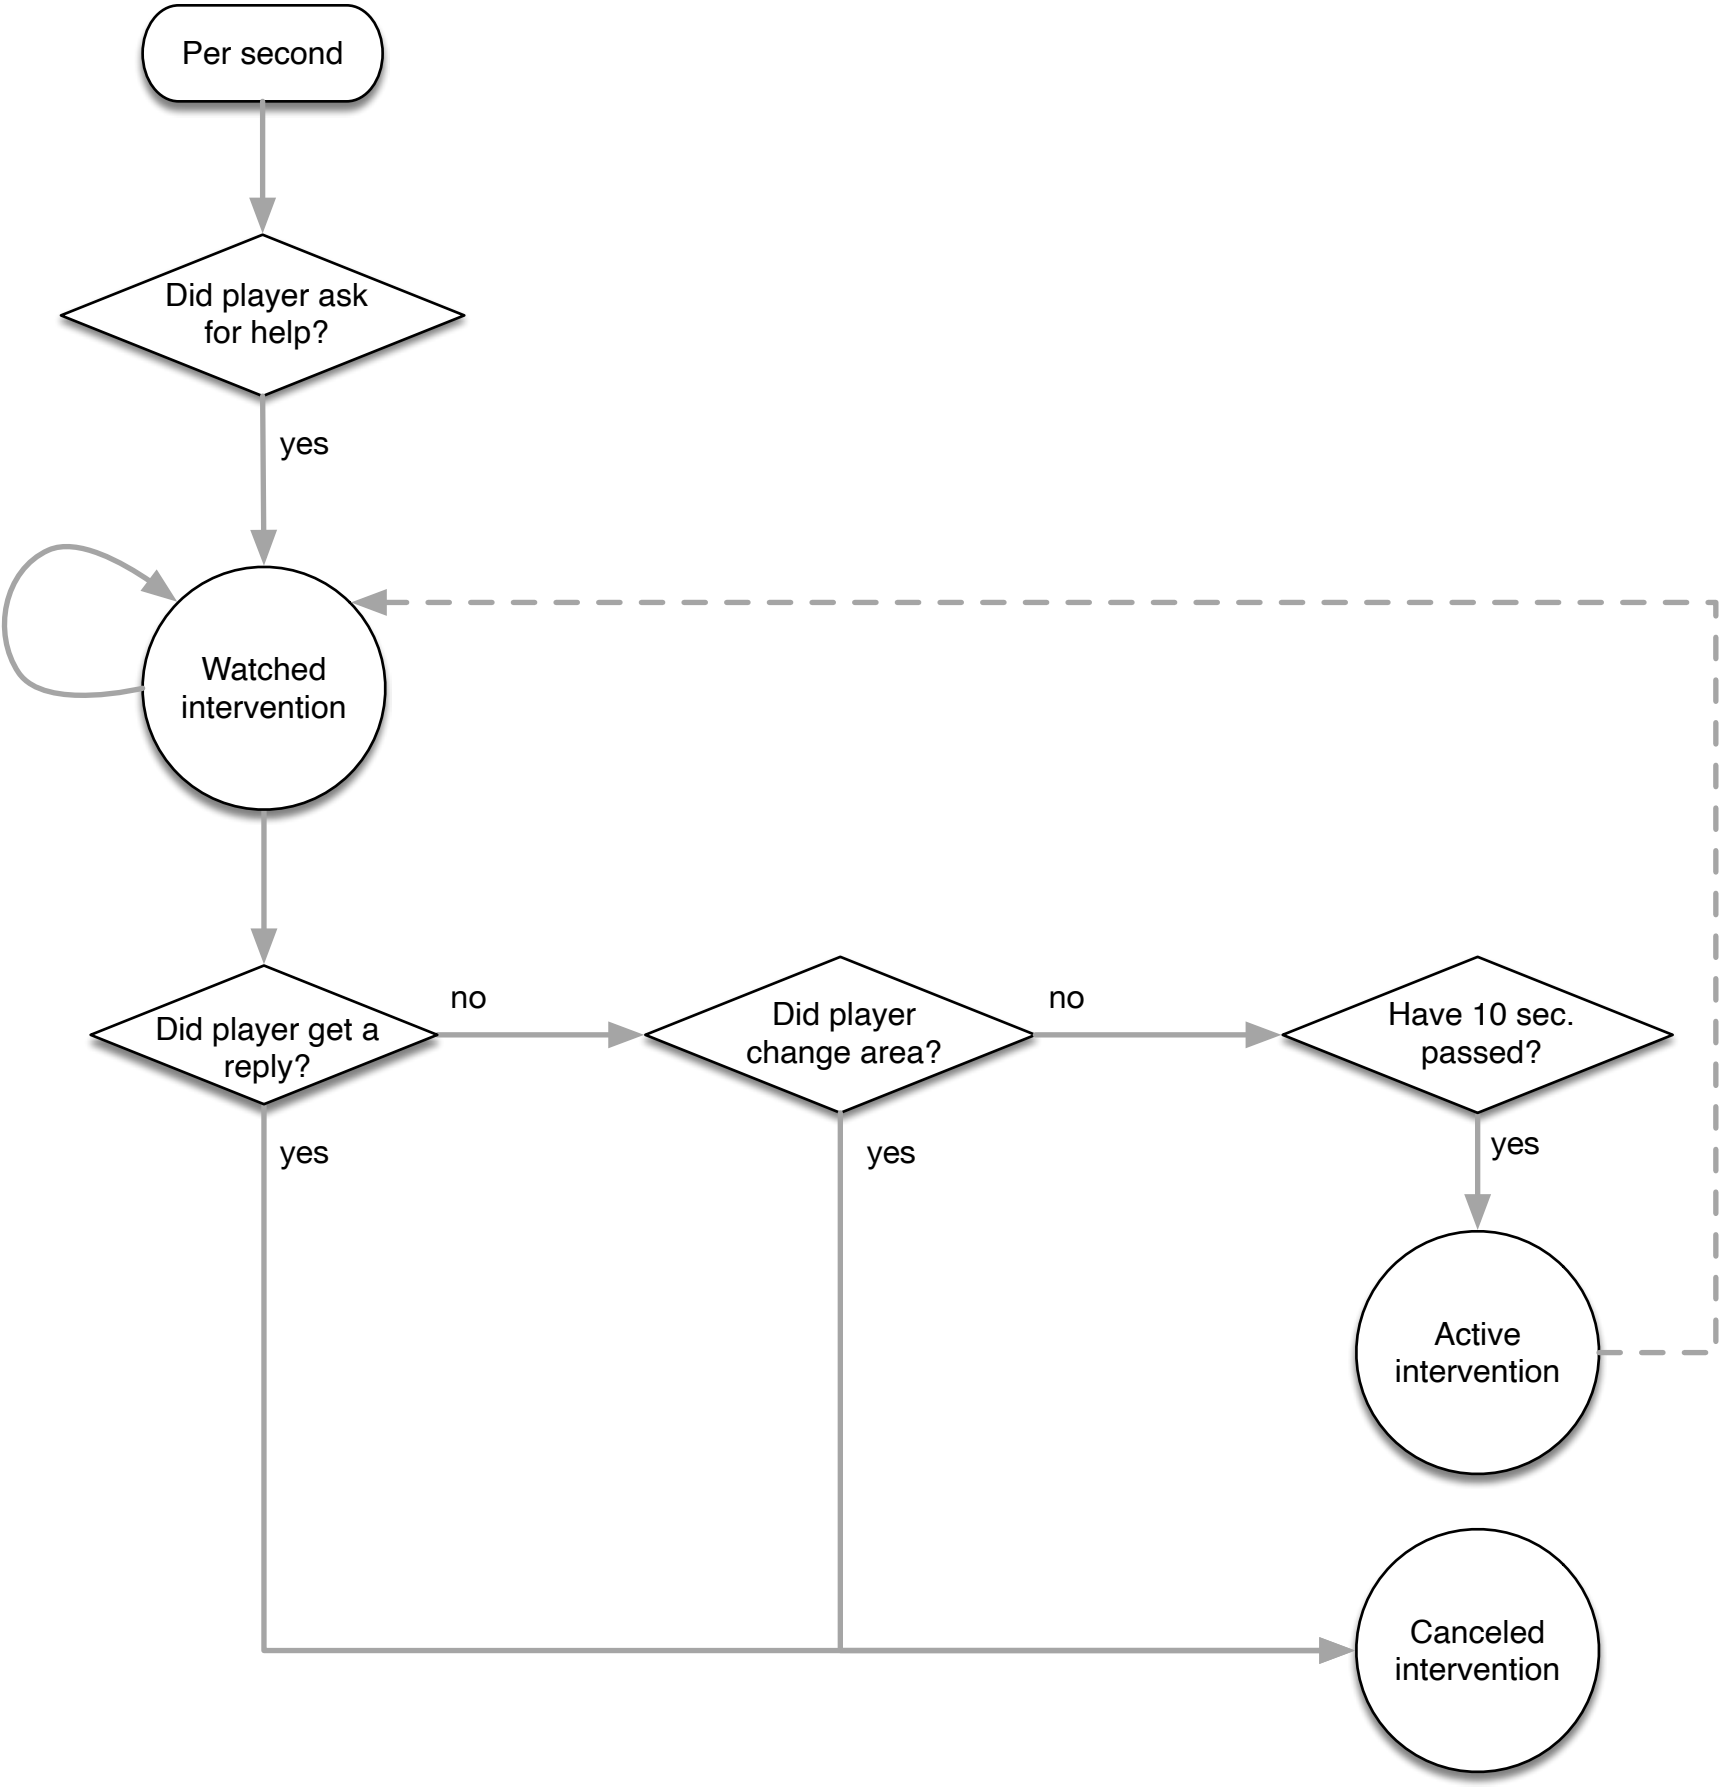 Per second
Did player ask
for help?
yes
Watched
intervention
Did player get a
reply?
no
Did player
change area?
no
Have 10 sec.
passed?
yes
yes
yes
Active
intervention
Canceled
intervention